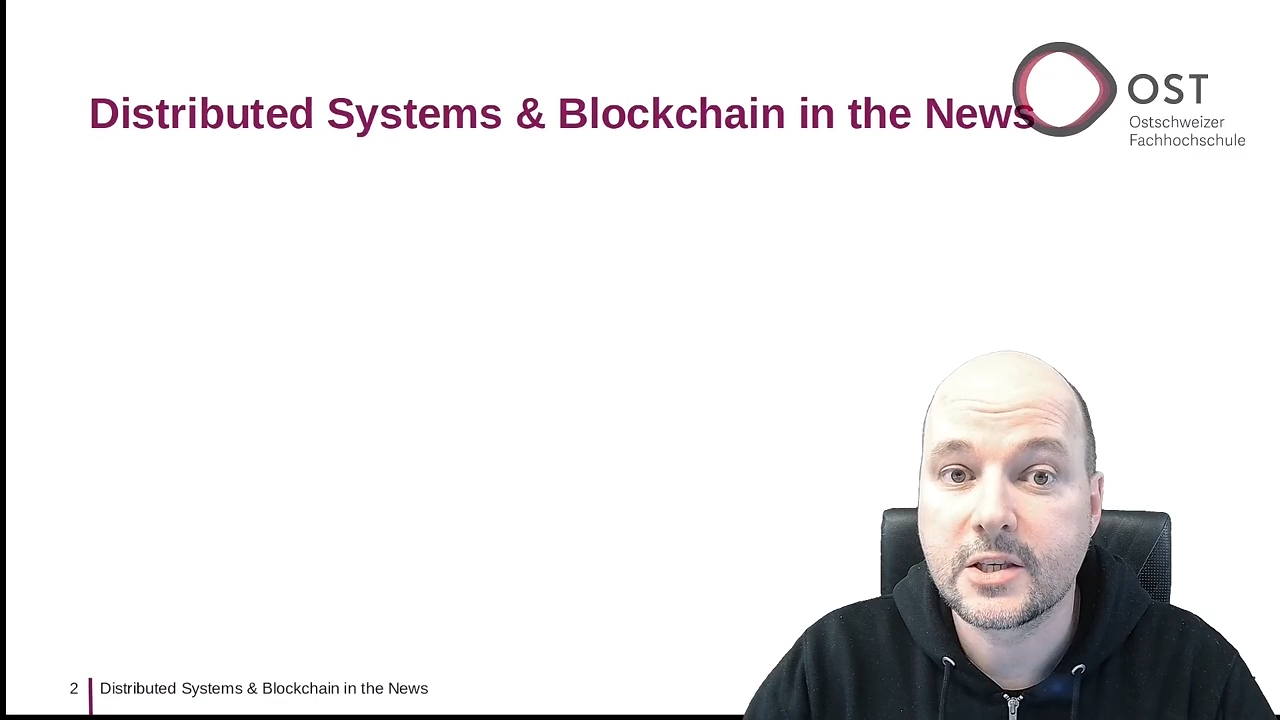 Distributed Systems & Blockchain in the News
OST
Ostschweizer
Fachhochschule
2
Distributed Systems & Blockchain in the News